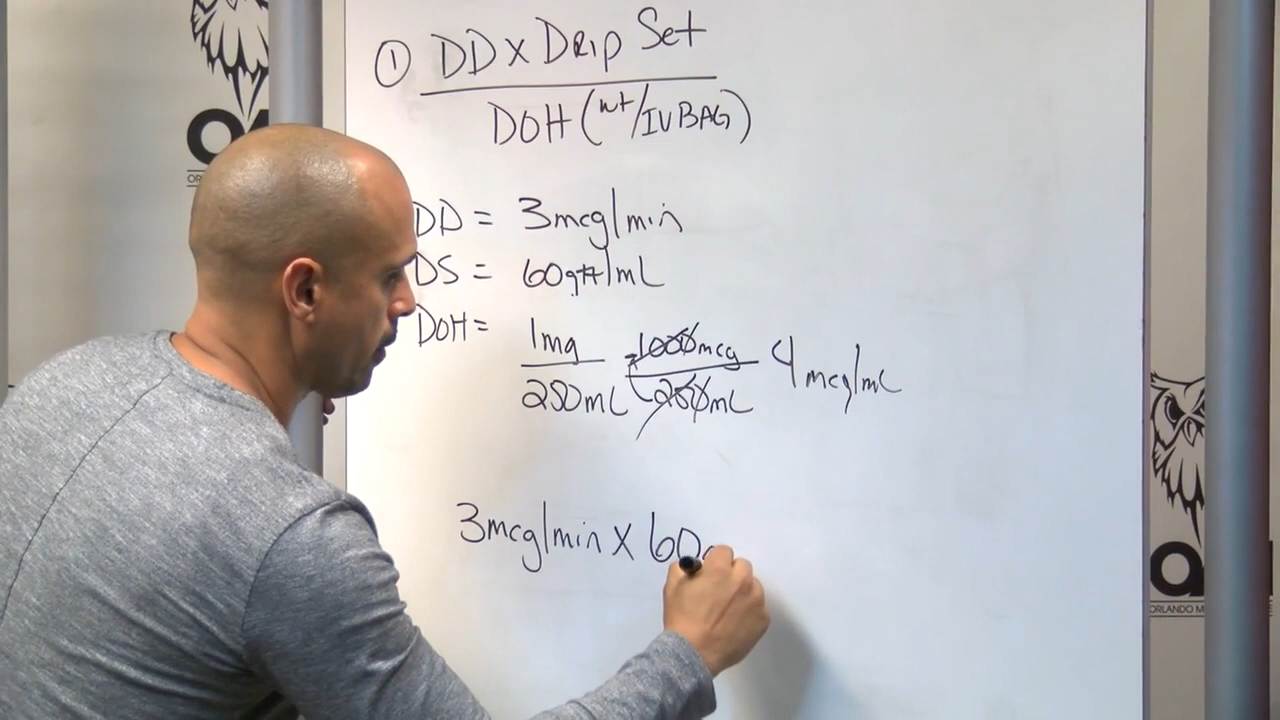 ① DD x DRIP Set
DOH (wt/IV BAG)
DD = 3mcg/min
DS = 60gtt/mL
DOH = 1mg = 1000mcg 4mcg/mL
250mL 250mL
3mcg/min x 60
ORLANDO M